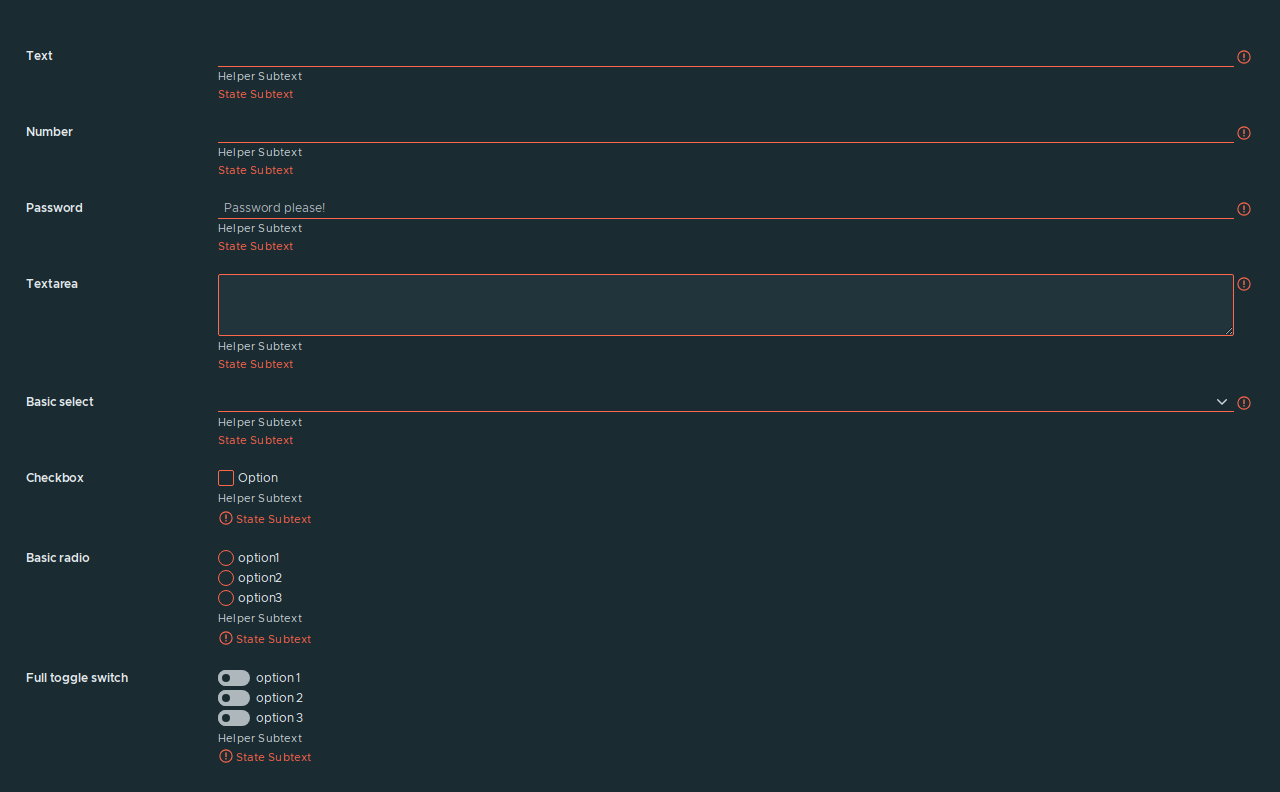 Text
Helper Subtext
State Subtext
Number
Helper Subtext
State Subtext
Password
Password please!
Helper Subtext
State Subtext
Textarea
Helper Subtext
State Subtext
Basic select
Helper Subtext
State Subtext
Checkbox
Option
Helper Subtext
State Subtext
Basic radio
option1
option2
option3
Helper Subtext
State Subtext
Full toggle switch
option 1
option 2
option 3
Helper Subtext
State Subtext